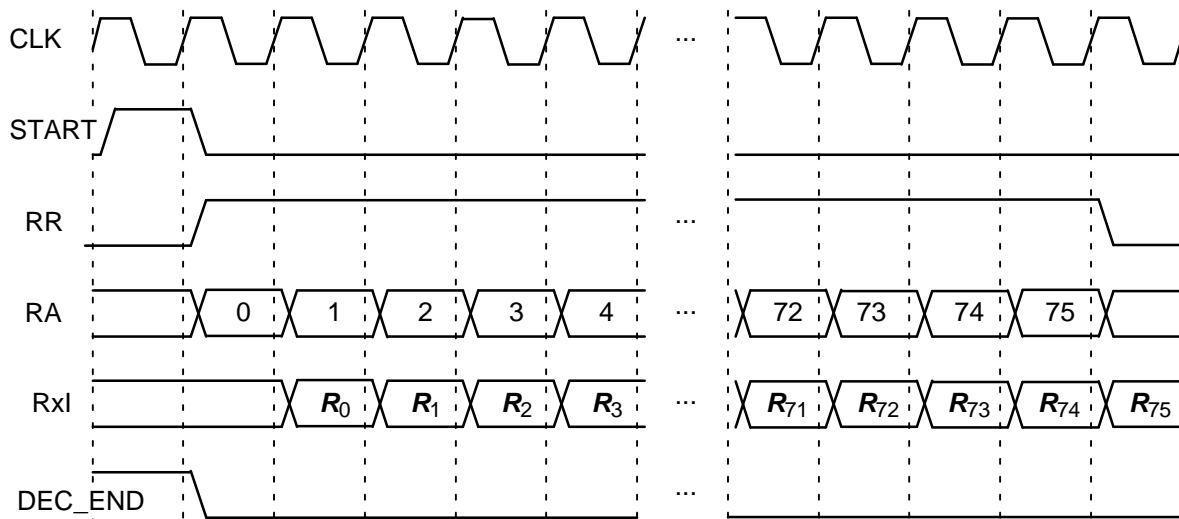 CLK ...
START
RR ...
RA 0 1 2 3 4 ... 72 73 74 75
RxI R0 R1 R2 R3 ... R71 R72 R73 R74 R75
DEC_END ...